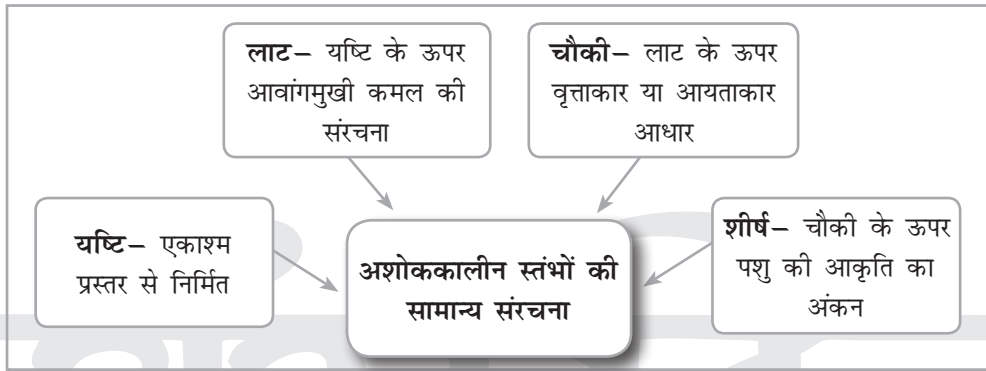 लाट– यष्टि के ऊपर
आवांगमुखी कमल की
संरचना
चौकी– लाट के ऊपर
वृत्ताकार या आयताकार
आधार
यष्टि– एकाश्म
प्रस्तर से निर्मित
अशोककालीन स्तंभों की
सामान्य संरचना
शीर्ष– चौकी के ऊपर
पशु की आकृति का
अंकन